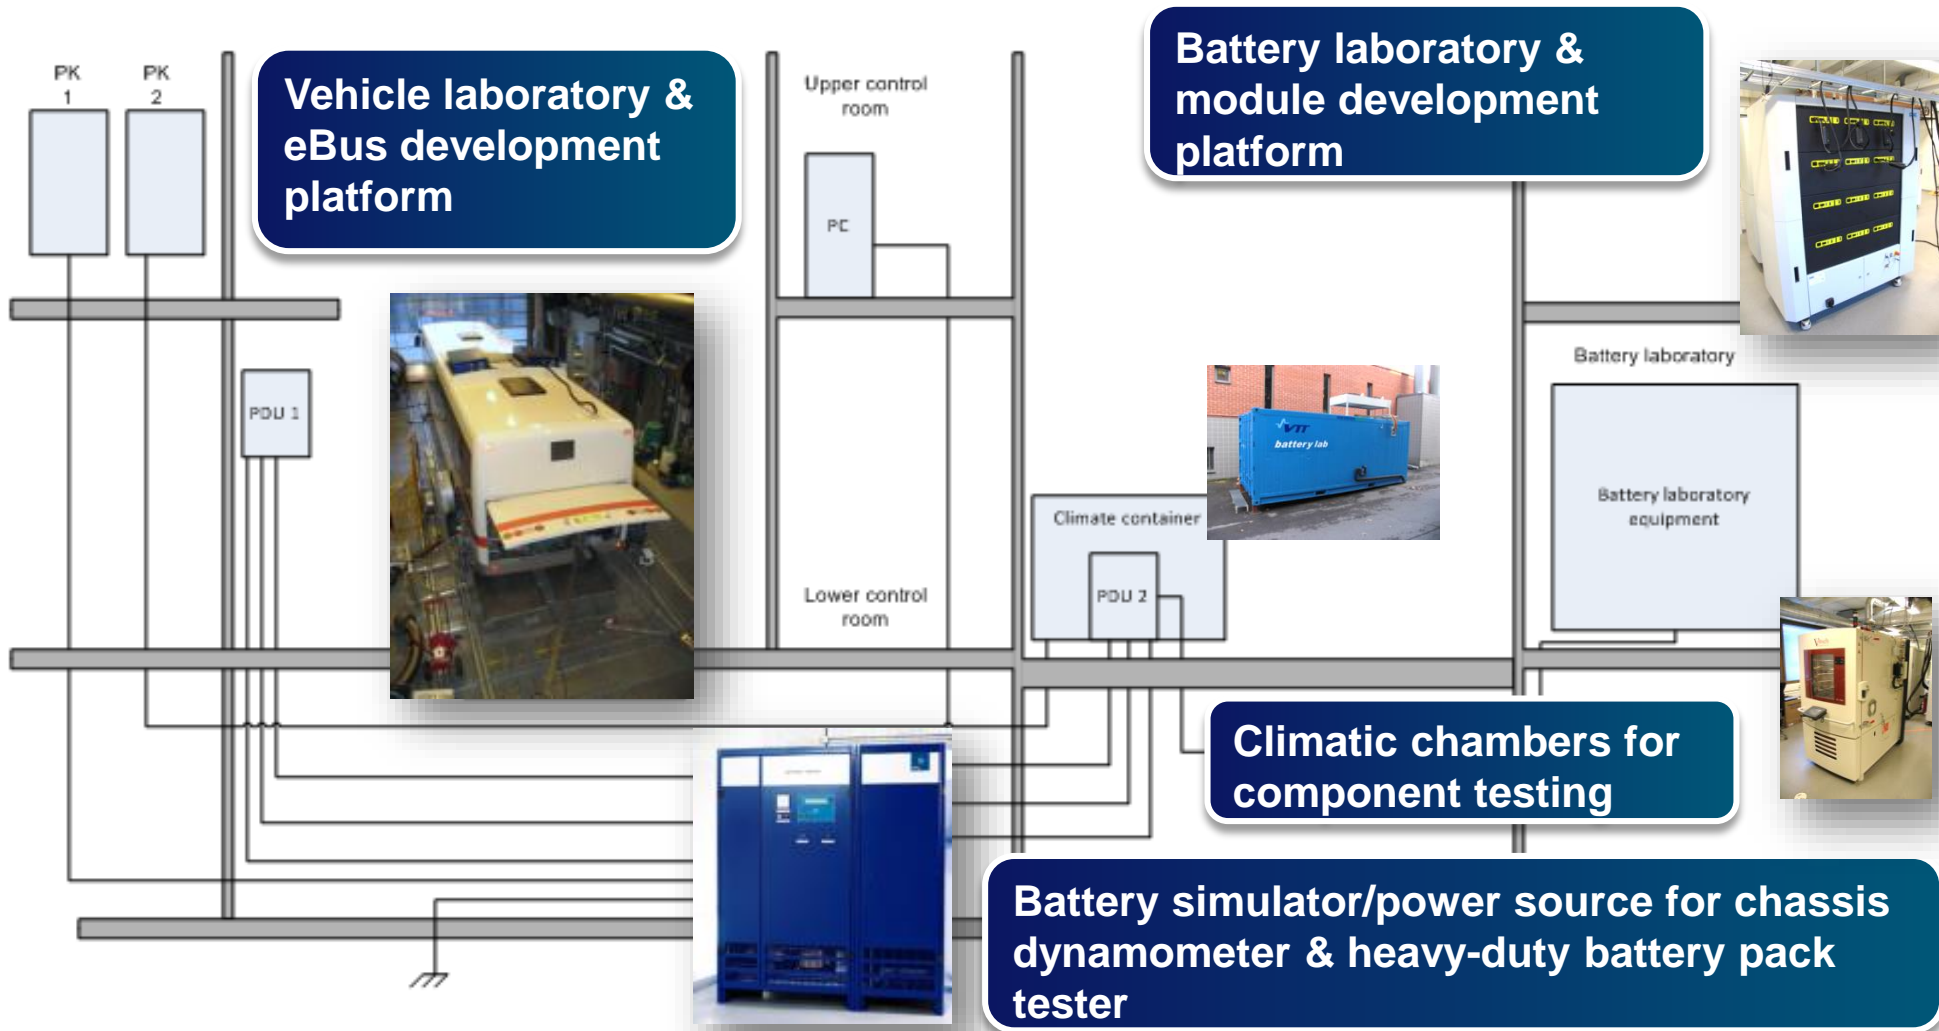 PK
1
PK
2
Vehicle laboratory &
eBus development
platform
Upper control
room
PC
Battery laboratory &
module development
platform
PDU 1
Battery laboratory
VTT
battery lab
Battery laboratory
equipment
Climate container
PDU 2
Lower control
room
Climatic chambers for
component testing
Battery simulator/power source for chassis
dynamometer & heavy-duty battery pack
tester